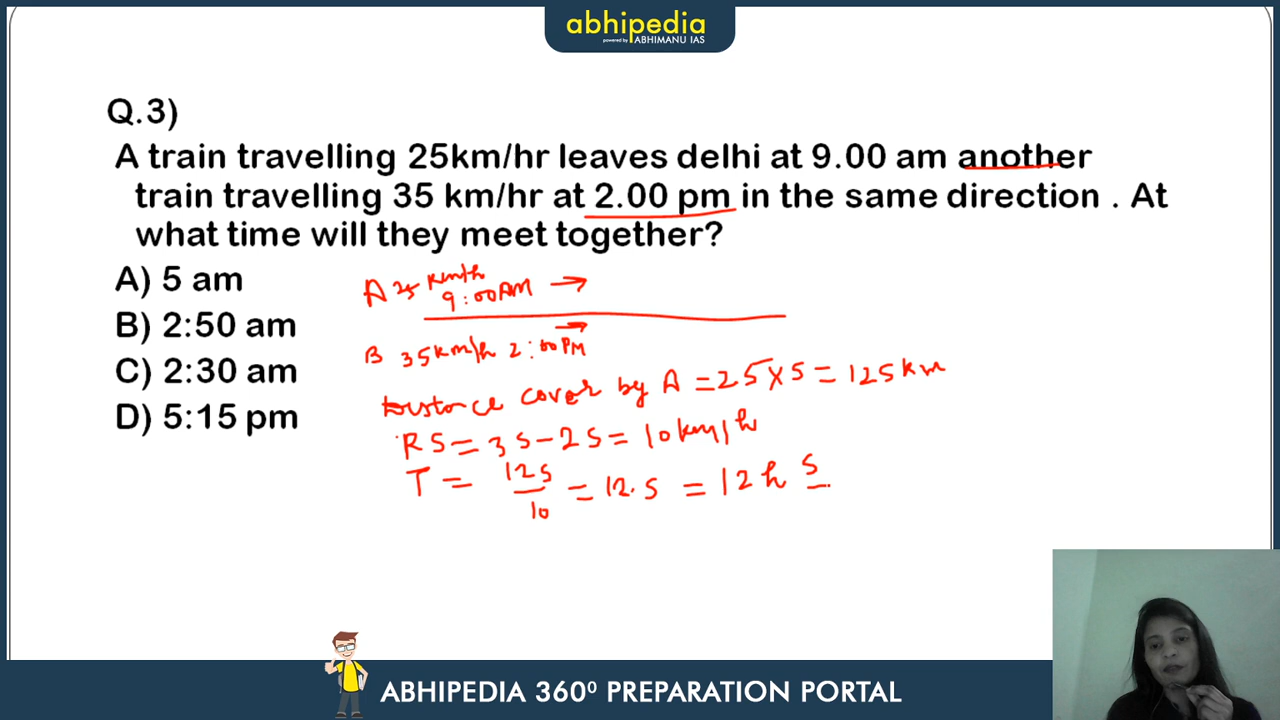 abhipedia
powered by ABHIMANU IAS
Q.3)
A train travelling 25km/hr leaves delhi at 9.00 am another
train travelling 35 km/hr at 2.00 pm in the same direction . At
what time will they meet together?
A) 5 am
B) 2:50 am
C) 2:30 am
D) 5:15 pm
A 25 km/h
9:00AM →
B 35km/h 2:00PM
Distance cover by A = 25 x 5 = 125 km
RS = 35-25 = 10 km/h
T = 125/10 = 12.5 = 12 h 5
ABHIPEDIA 360⁰ PREPARATION PORTAL